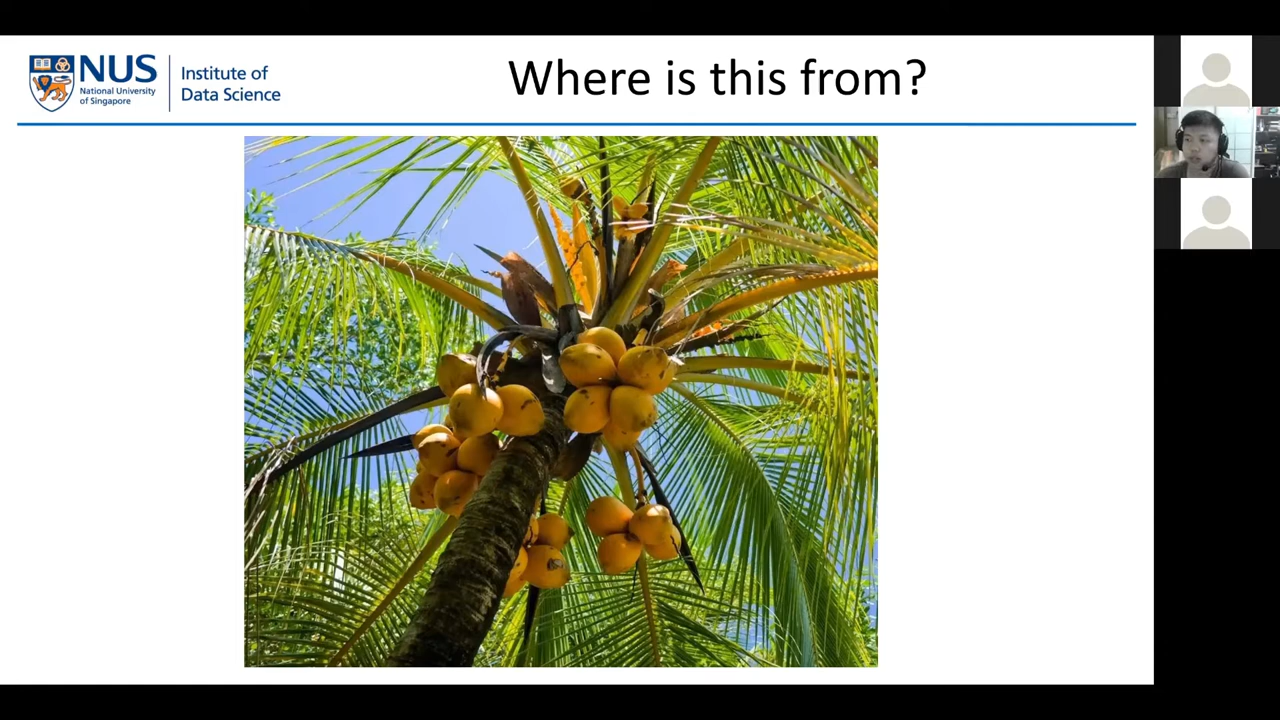 NUS
National University
of Singapore
Institute of
Data Science
Where is this from?